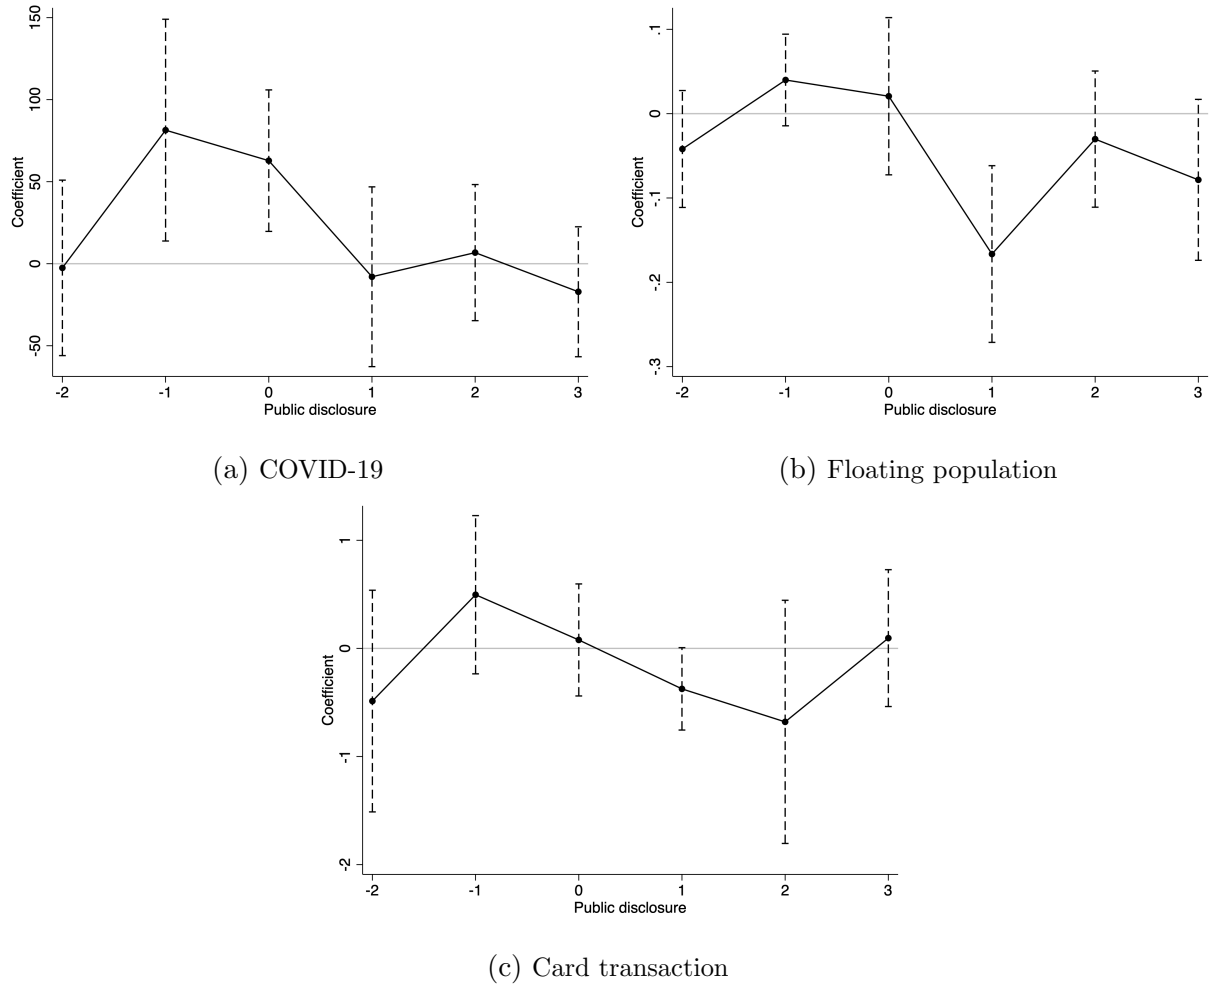 150
100
50
0
-50
Coefficient
-2 -1 0 1 2 3
Public disclosure
(a) COVID-19
.1
0
-.1
-.2
-.3
Coefficient
-2 -1 0 1 2 3
Public disclosure
(b) Floating population
1
0
-1
-2
Coefficient
-2 -1 0 1 2 3
Public disclosure
(c) Card transaction